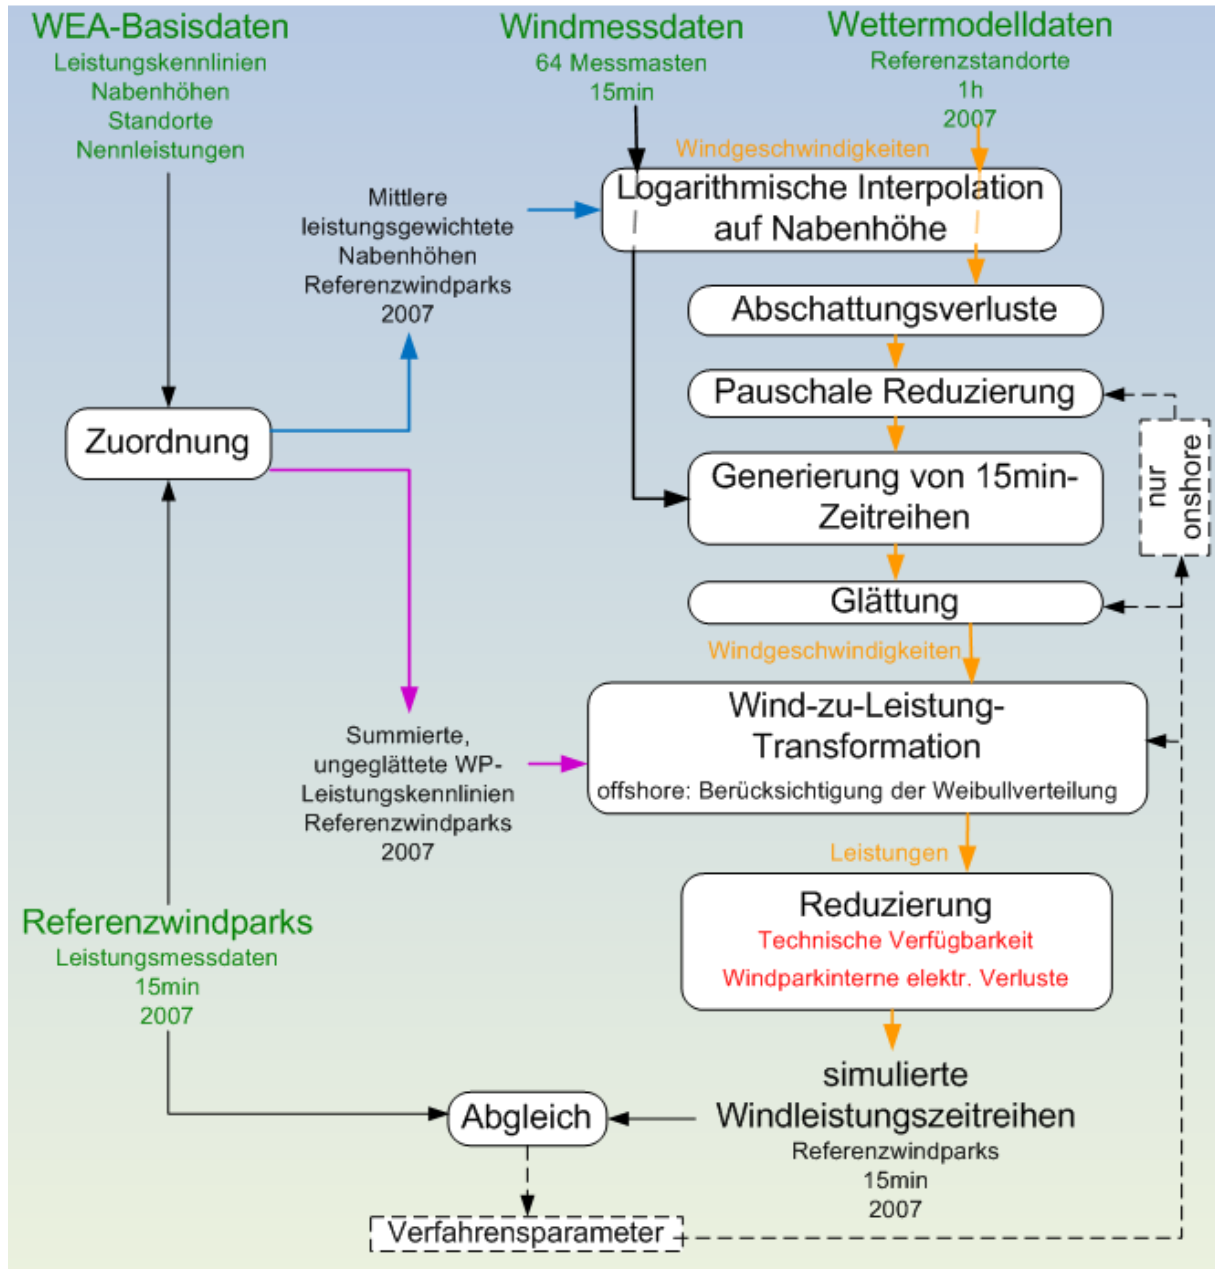 WEA-Basisdaten
Leistungskennlinien
Nabenhöhen
Standorte
Nennleistungen
Windmessdaten
64 Messmasten
15min
Wettermodelldaten
Referenzstandorte
1h
2007
Windgeschwindigkeiten
Mittlere
leistungsgewichtete
Nabenhöhen
Referenzwindparks
2007
Logarithmische Interpolation
auf Nabenhöhe
Abschattungsverluste
Pauschale Reduzierung
Zuordnung
nur
onshore
Generierung von 15min-
Zeitreihen
Glättung
Windgeschwindigkeiten
Wind-zu-Leistung-
Transformation
offshore: Berücksichtigung der Weibullverteilung
Summierte,
ungeglättete WP-
Leistungskennlinien
Referenzwindparks
2007
Leistungen
Reduzierung
Technische Verfügbarkeit
Windparkinterne elektr. Verluste
Referenzwindparks
Leistungsmessdaten
15min
2007
simulierte
Windleistungszeitreihen
Referenzwindparks
15min
2007
Abgleich
Verfahrensparameter